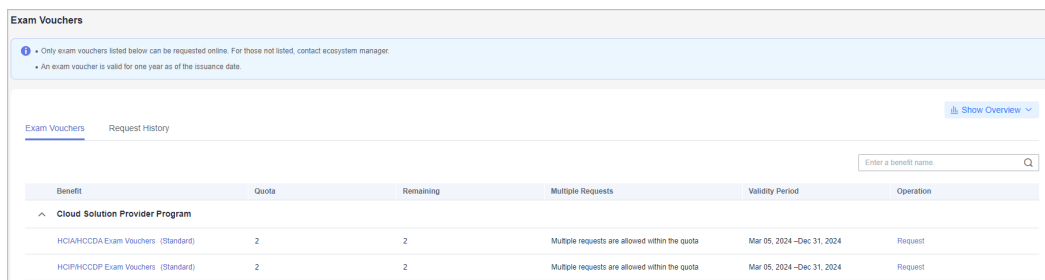 Exam Vouchers
• Only exam vouchers listed below can be requested online. For those not listed, contact ecosystem manager.
• An exam voucher is valid for one year as of the issuance date.
Show Overview
Exam Vouchers Request History
Enter a benefit name.
Benefit Quota Remaining Multiple Requests Validity Period Operation
Cloud Solution Provider Program
HCIA/HCCDA Exam Vouchers (Standard) 2 2 Multiple requests are allowed within the quota Mar 05, 2024 –Dec 31, 2024 Request
HCIP/HCCDP Exam Vouchers (Standard) 2 2 Multiple requests are allowed within the quota Mar 05, 2024 –Dec 31, 2024 Request